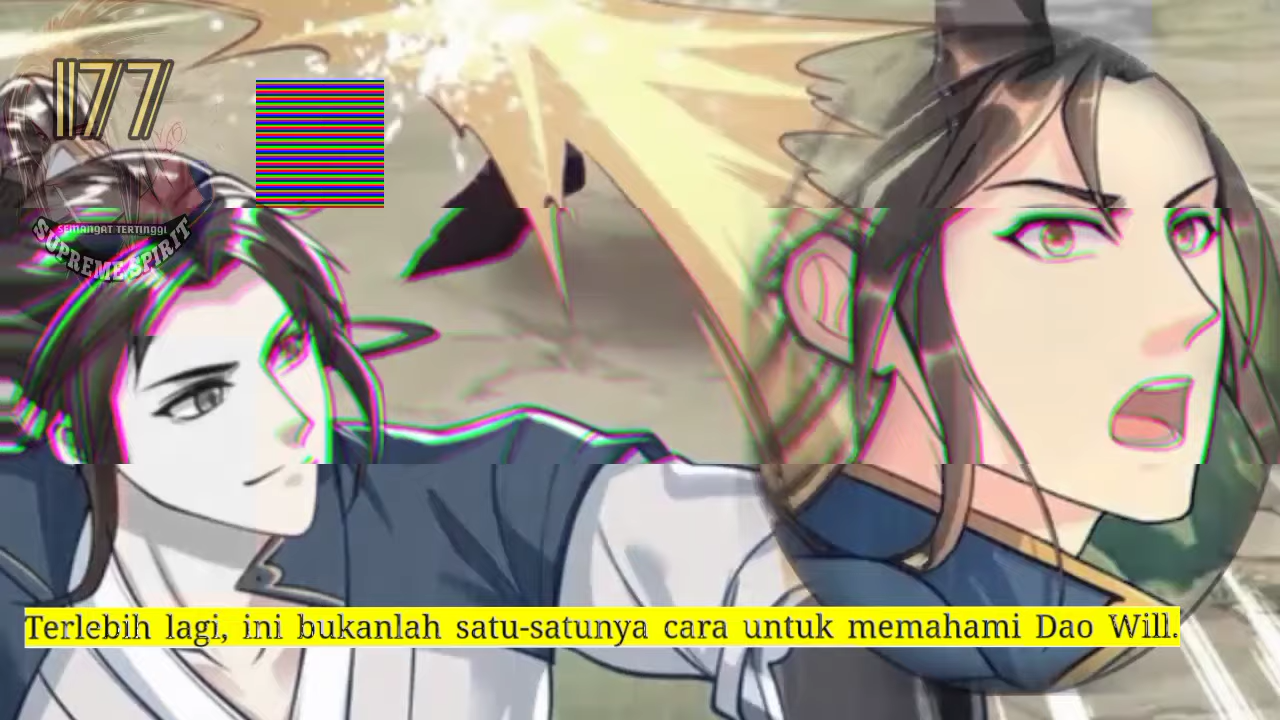 177
SEMANGAT TERTINGGI
SUPREME SPIRIT
Terlebih lagi, ini bukanlah satu-satunya cara untuk memahami Dao Will.